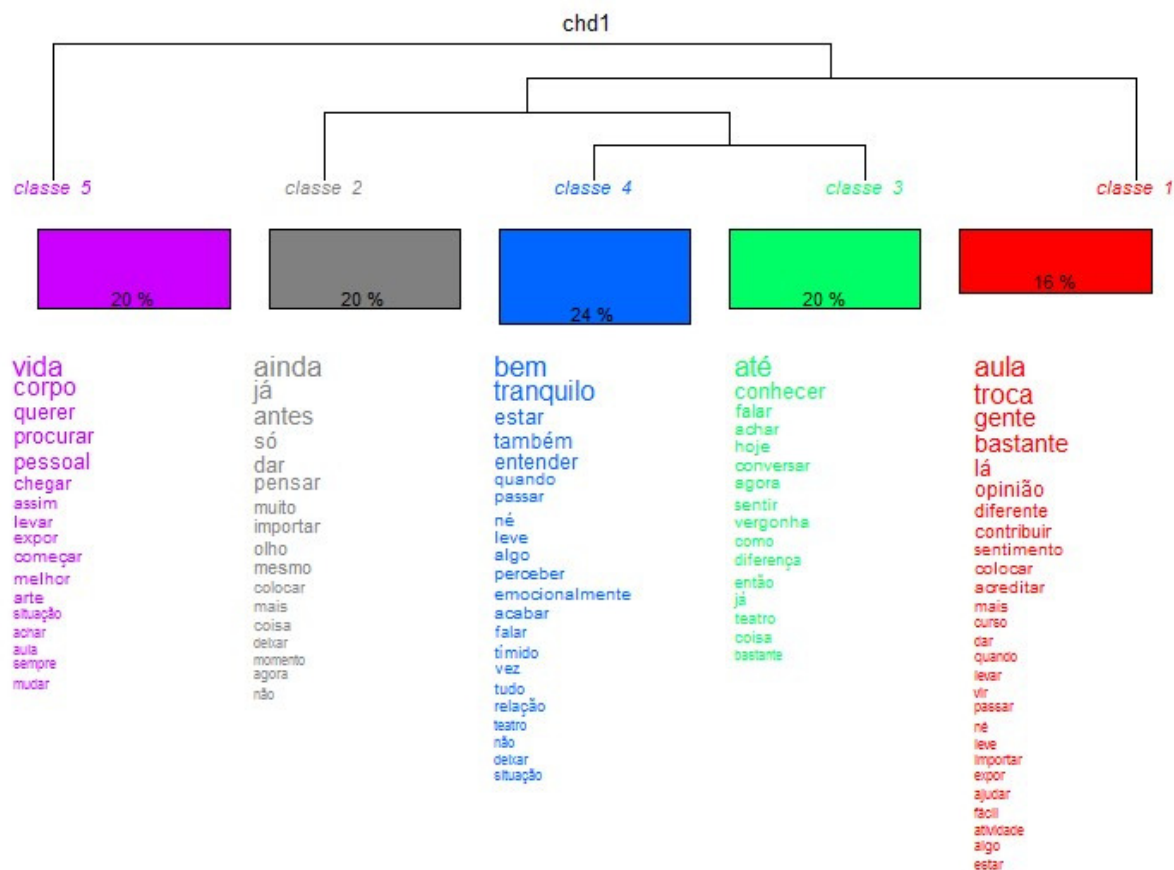 chd1
classe 5
classe 2
classe 4
classe 3
classe 1
20 %
20 %
24 %
20 %
16 %
vida
corpo
querer
procurar
pessoal
chegar
assim
levar
expor
começar
melhor
arte
situação
achar
aula
sempre
mudar
ainda
já
antes
só
dar
pensar
muito
importar
olho
mesmo
colocar
mais
coisa
deixar
momento
agora
não
bem
tranquilo
estar
também
entender
quando
passar
né
leve
algo
perceber
emocionalmente
acabar
falar
tímido
vez
tudo
relação
teatro
não
deixar
situação
até
conhecer
falar
achar
hoje
conversar
agora
sentir
vergonha
como
diferença
então
já
teatro
coisa
bastante
aula
troca
gente
bastante
lá
opinião
diferente
contribuir
sentimento
colocar
acreditar
mais
curso
dar
quando
levar
vir
passar
né
leve
importar
expor
ajudar
fácil
atividade
algo
estar